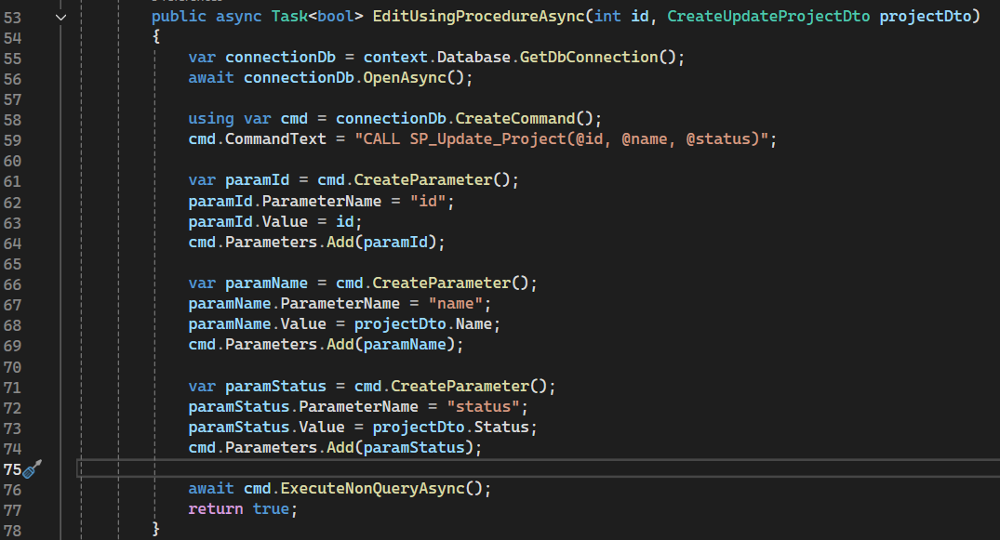 53 public async Task<bool> EditUsingProcedureAsync(int id, CreateUpdateProjectDto projectDto)
54 {
55 var connectionDb = context.Database.GetDbConnection();
56 await connectionDb.OpenAsync();
57
58 using var cmd = connectionDb.CreateCommand();
59 cmd.CommandText = "CALL SP_Update_Project(@id, @name, @status)";
60
61 var paramId = cmd.CreateParameter();
62 paramId.ParameterName = "id";
63 paramId.Value = id;
64 cmd.Parameters.Add(paramId);
65
66 var paramName = cmd.CreateParameter();
67 paramName.ParameterName = "name";
68 paramName.Value = projectDto.Name;
69 cmd.Parameters.Add(paramName);
70
71 var paramStatus = cmd.CreateParameter();
72 paramStatus.ParameterName = "status";
73 paramStatus.Value = projectDto.Status;
74 cmd.Parameters.Add(paramStatus);
75
76 await cmd.ExecuteNonQueryAsync();
77 return true;
78 }